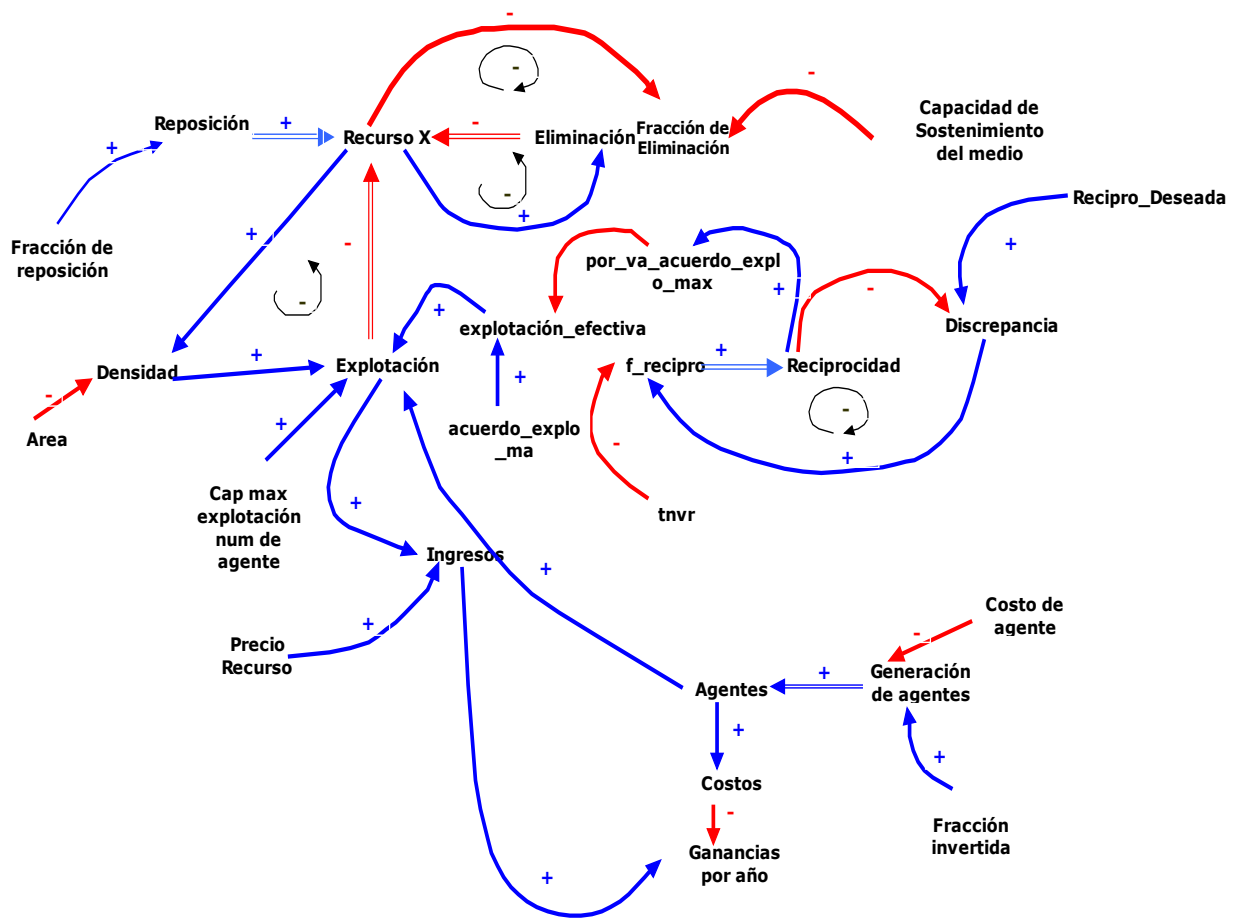 -
-
-
Capacidad de
Sostenimiento
del medio
Reposición
+
Recurso X
-
Eliminación
Fracción de
Eliminación
+
-
+
Recipro_Deseada
Fracción de
reposición
+
-
+
por_va_acuerdo_expl
o_max
+
-
-
+
explotación_efectiva
Discrepancia
Densidad
+
Explotación
f_recipro
+
Reciprocidad
-
Area
+
+
acuerdo_explo
_ma
-
-
+
Cap max
explotación
num de
agente
+
tnvr
Ingresos
+
Precio
Recurso
+
Costo de
agente
-
Agentes
+
Generación
de agentes
+
+
Costos
-
Fracción
invertida
Ganancias
por año
+